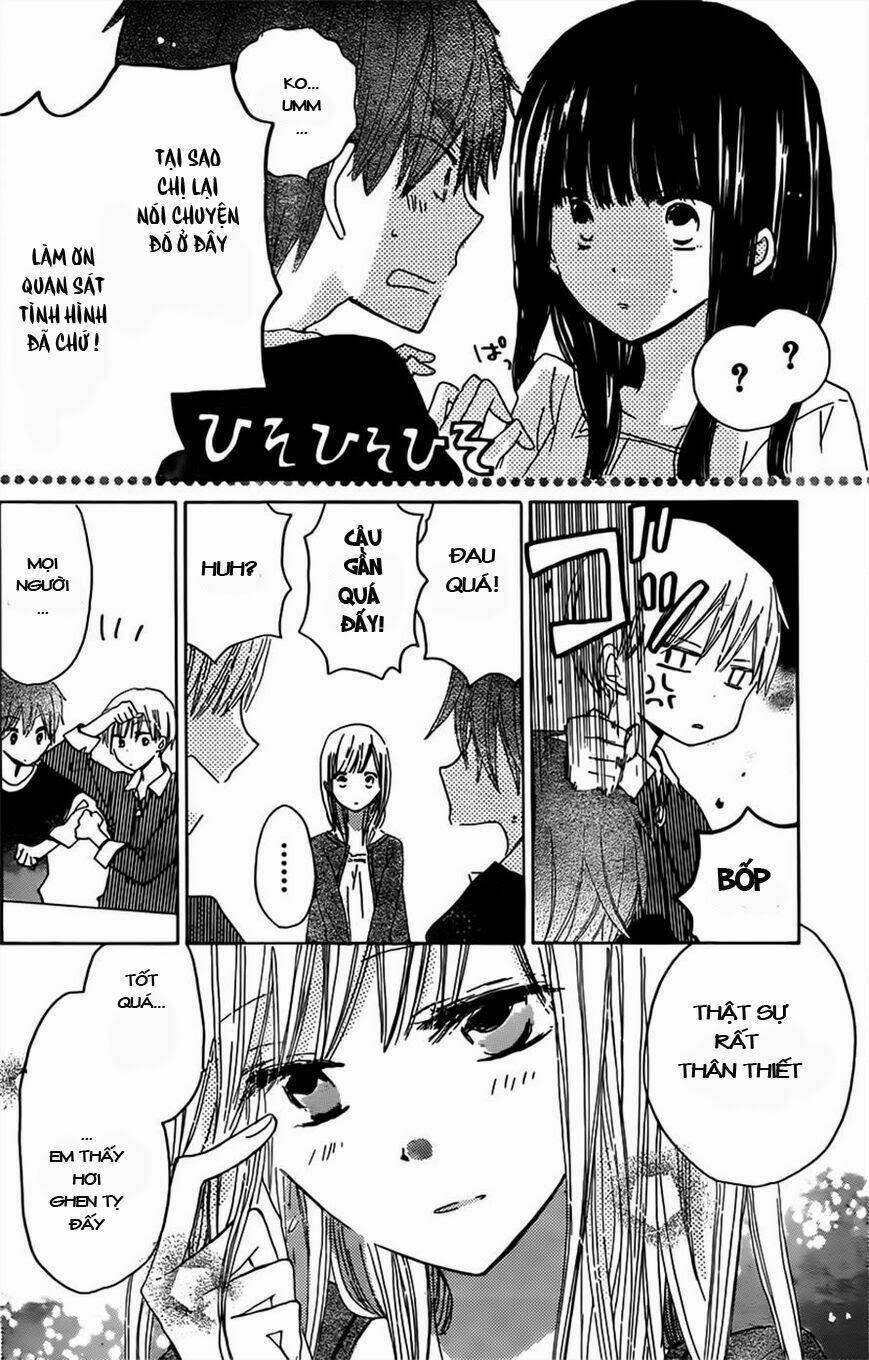 KO...
UMM
...
TẠI SAO
CHỊ LẠI
NÓI CHUYỆN
ĐÓ Ở ĐÂY
LÀM ƠN
QUAN SÁT
TÌNH HÌNH
ĐÃ CHỨ !
ぱっ
? ?
ひそひそひそ
ゴッ
BỐP
ĐAU
QUÁ!
CẬU
GẦN
QUÁ
ĐẤY!
HUH?
......
MỌI
NGƯỜI
...
THẬT SỰ
RẤT
THÂN THIẾT
TỐT
QUÁ...
...
EM THẤY
HƠI
GHEN TỴ
ĐẤY